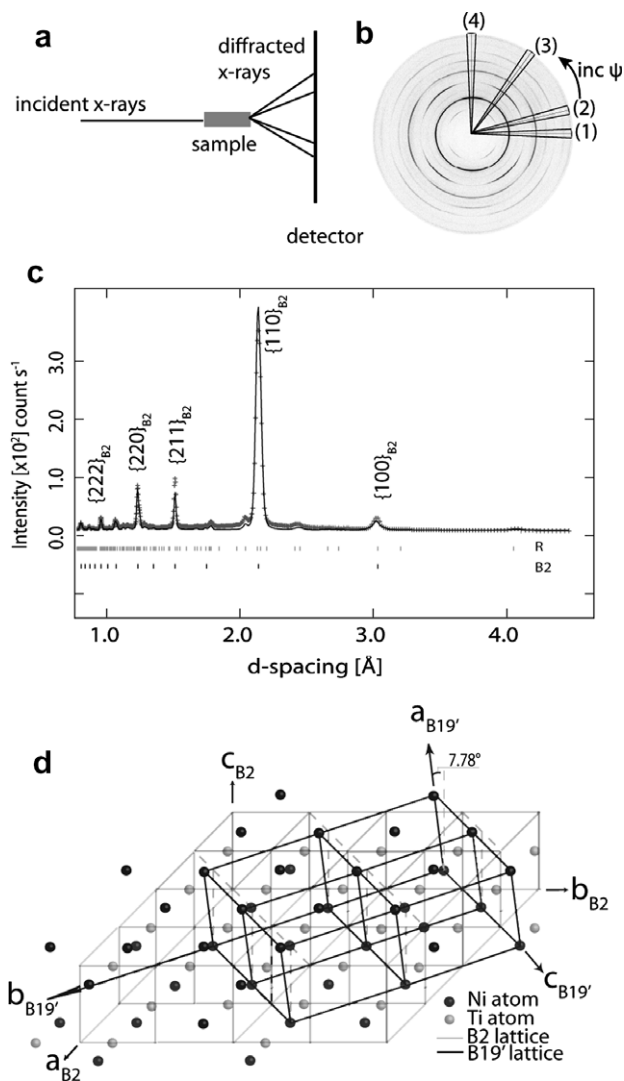 a
diffracted
x-rays
incident x-rays
sample
detector
b
(4)
(3)
inc ψ
(2)
(1)
c
Intensity [x10²] count s⁻¹
3.0
2.0
1.0
0.0
{222}B2
{220}B2
{211}B2
{110}B2
{100}B2
R
B2
1.0 2.0 3.0 4.0
d-spacing [Å]
d
aB19'
7.78°
cB2
bB2
bB19'
cB19'
aB2
Ni atom
Ti atom
B2 lattice
B19' lattice